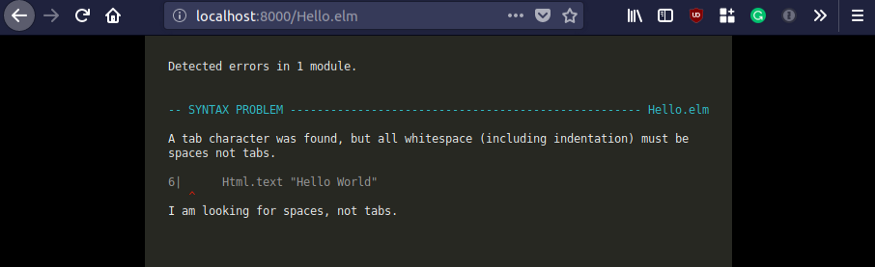 localhost:8000/Hello.elm
Detected errors in 1 module.
-- SYNTAX PROBLEM ---------------------------------------------------- Hello.elm
A tab character was found, but all whitespace (including indentation) must be
spaces not tabs.
6|      Html.text "Hello World"
^
I am looking for spaces, not tabs.